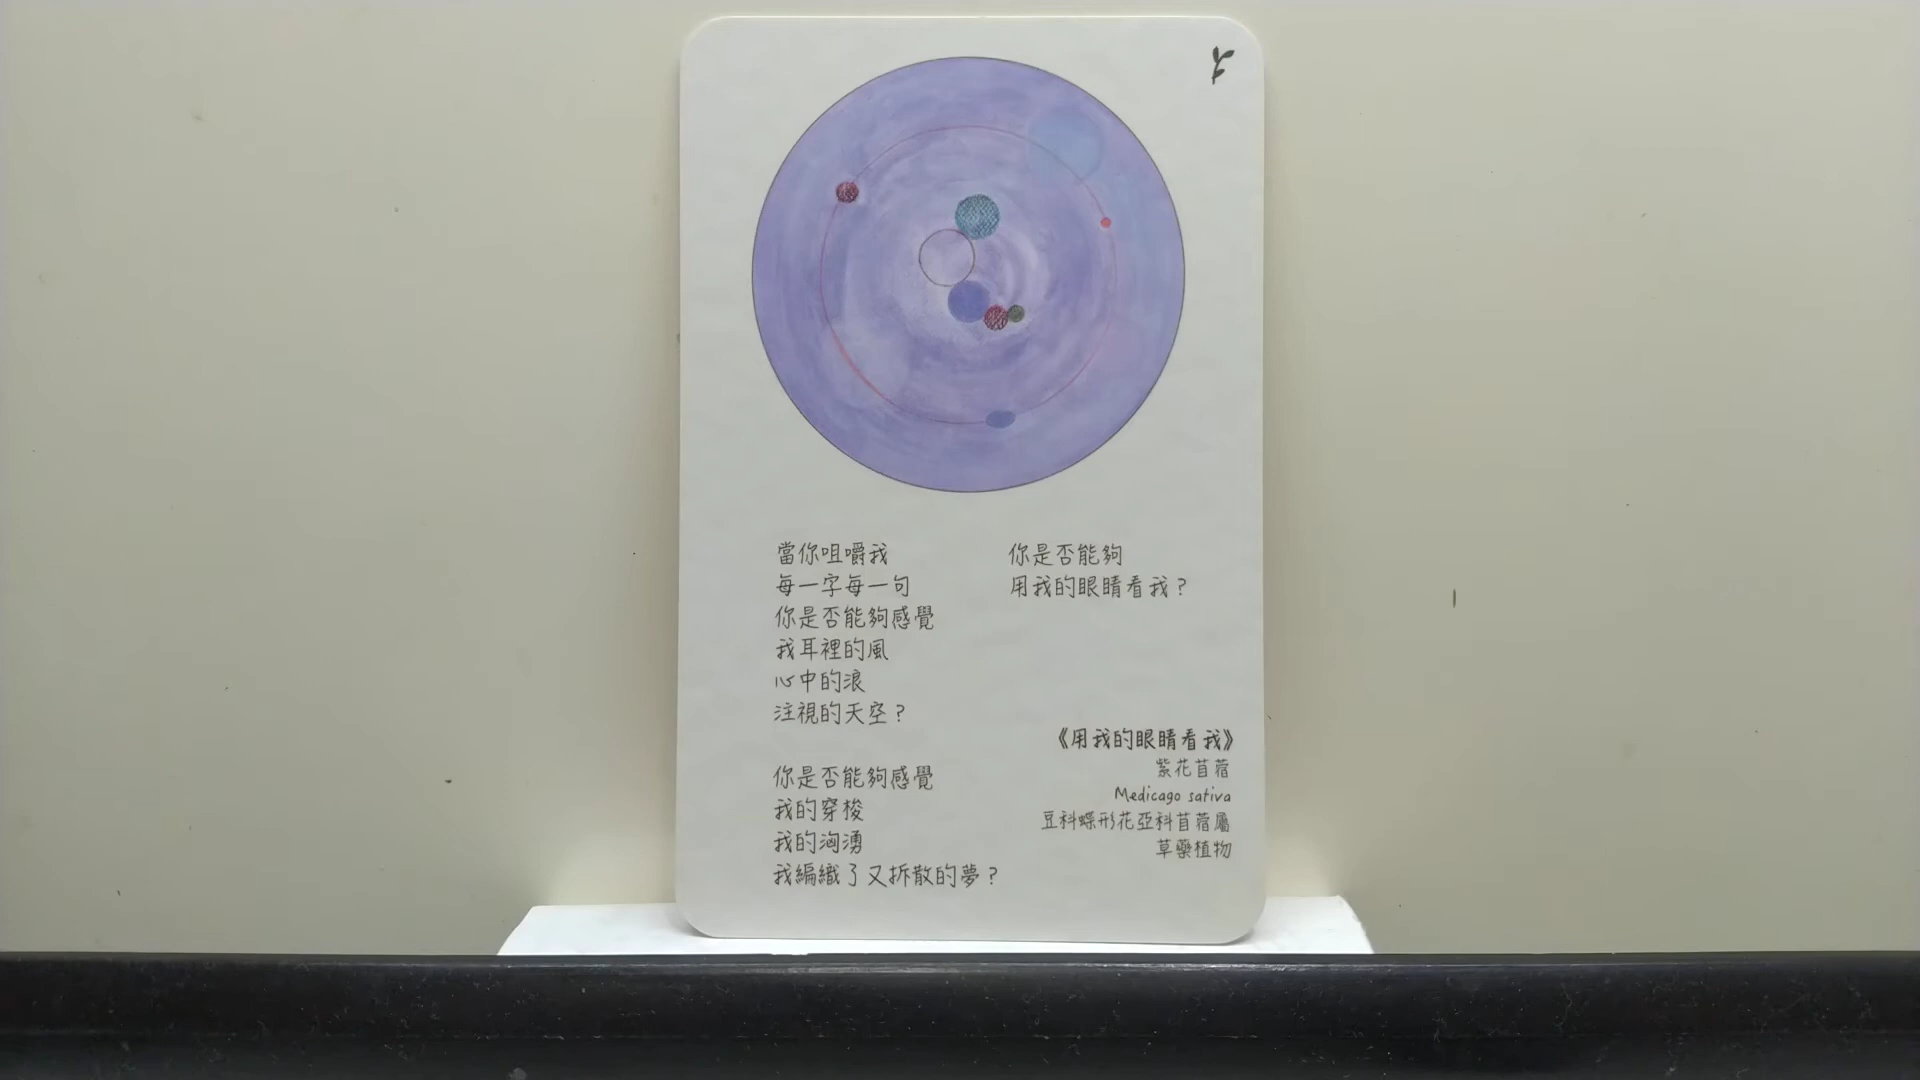 當你咀嚼我
每一字每一句
你是否能夠感覺
我耳裡的風
心中的浪
注視的天空？
你是否能夠感覺
我的穿梭
我的洶湧
我編織了又拆散的夢？
你是否能夠
用我的眼睛看我？
《用我的眼睛看我》
紫花苜蓿
Medicago sativa
豆科蝶形花亞科苜蓿屬
草藥植物